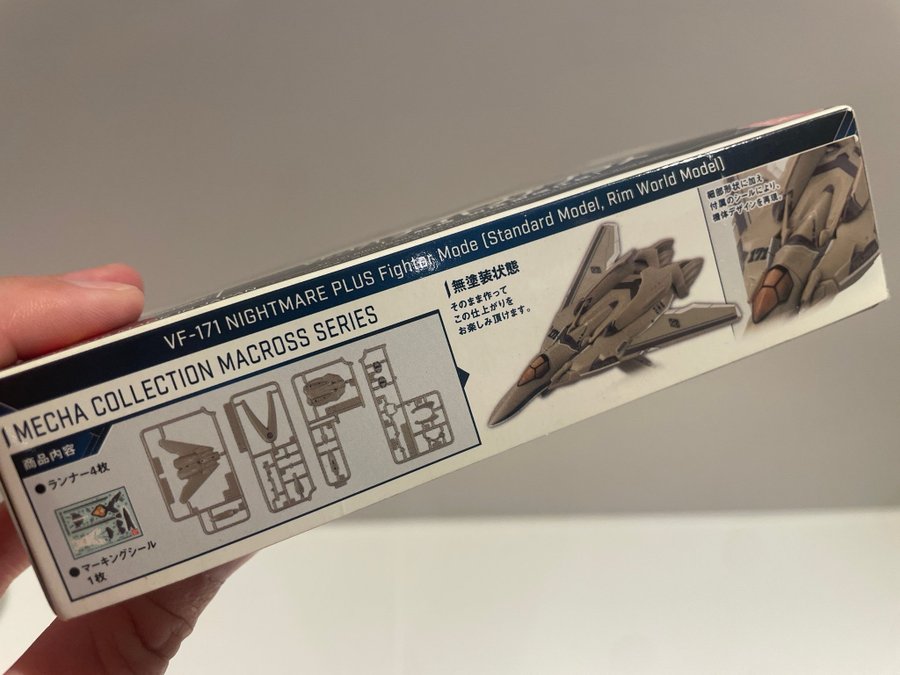 VF-171 NIGHTMARE PLUS Fighter Mode (Standard Model, Rim World Model)
MECHA COLLECTION MACROSS SERIES
商品内容
●ランナー4枚
●マーキングシール
1枚
無塗装状態
そのまま作って
この仕上がりを
お楽しみ頂けます。
細部形状に加え
付属のシールにより、
機体デザインを再現。
171